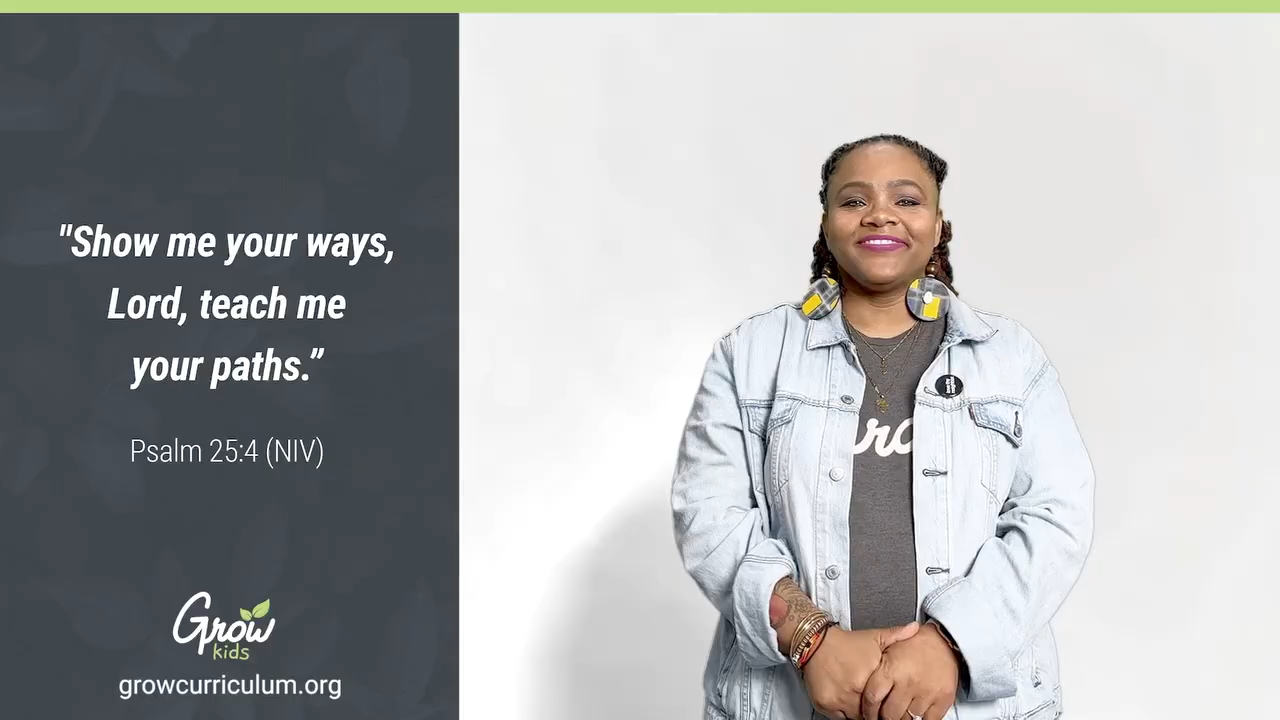 "Show me your ways,
Lord, teach me
your paths.”
Psalm 25:4 (NIV)
Grow
kids
growcurriculum.org